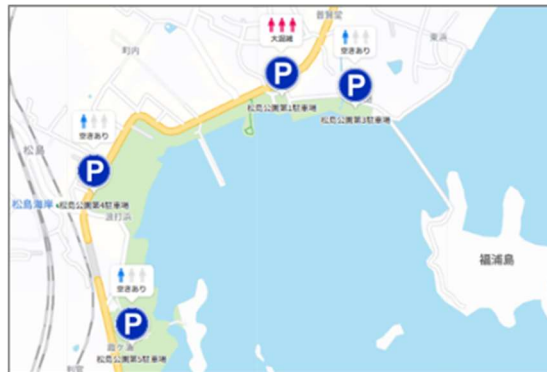 普賢堂
東浜
大混雑
空きあり
町内
P
P
松島公園第1駐車場
松島公園第3駐車場
空きあり
松島
P
松島海岸
松島公園第4駐車場
波打浜
福浦島
空きあり
P
霞ケ浦
松島公園第5駐車場